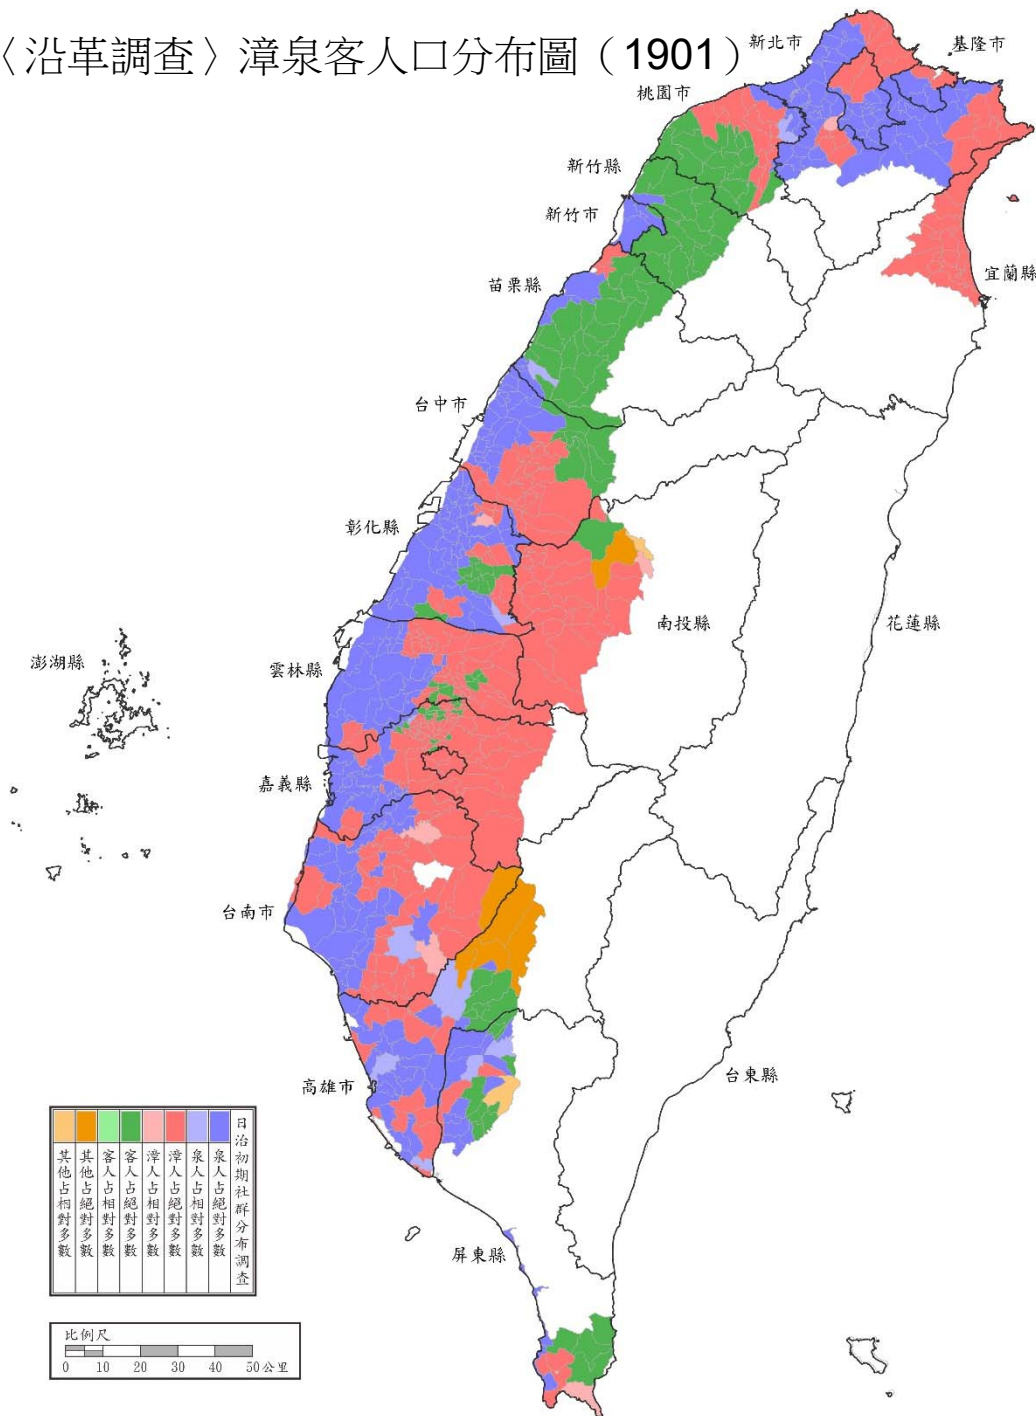 〈沿革調查〉漳泉客人口分布圖（1901）
新北市
基隆市
桃園市
新竹縣
新竹市
宜蘭縣
苗栗縣
台中市
彰化縣
南投縣
花蓮縣
澎湖縣
雲林縣
嘉義縣
台南市
台東縣
高雄市
屏東縣
日治初期社群分布調查
泉人占絕對多數
泉人占相對多數
漳人占絕對多數
漳人占相對多數
客人占絕對多數
客人占相對多數
其他占絕對多數
其他占相對多數
比例尺
0 10 20 30 40 50公里